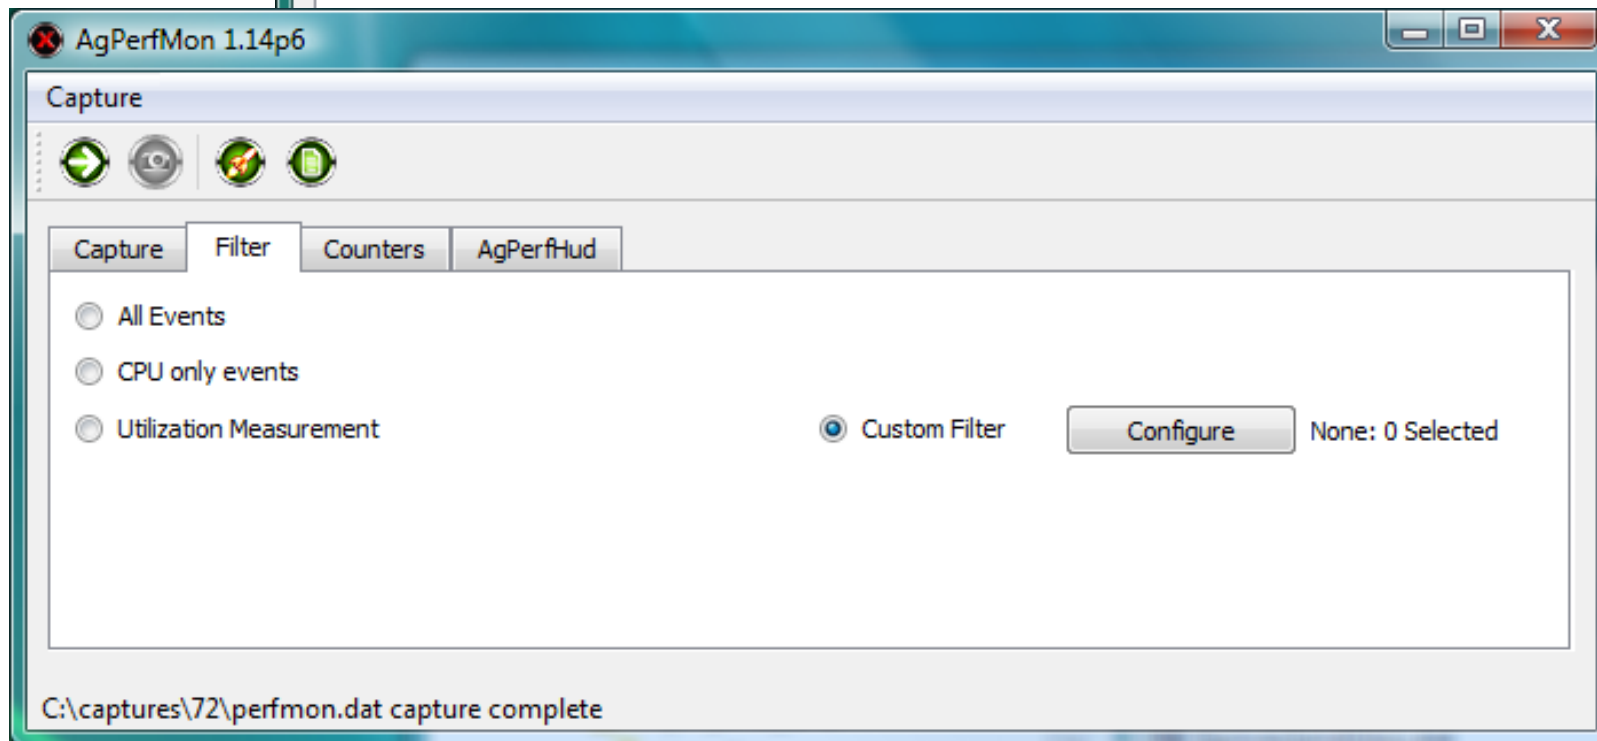 AgPerfMon 1.14p6
Capture
Capture Filter Counters AgPerfHud
All Events
CPU only events
Utilization Measurement Custom Filter Configure None: 0 Selected
C:\captures\72\perfmon.dat capture complete